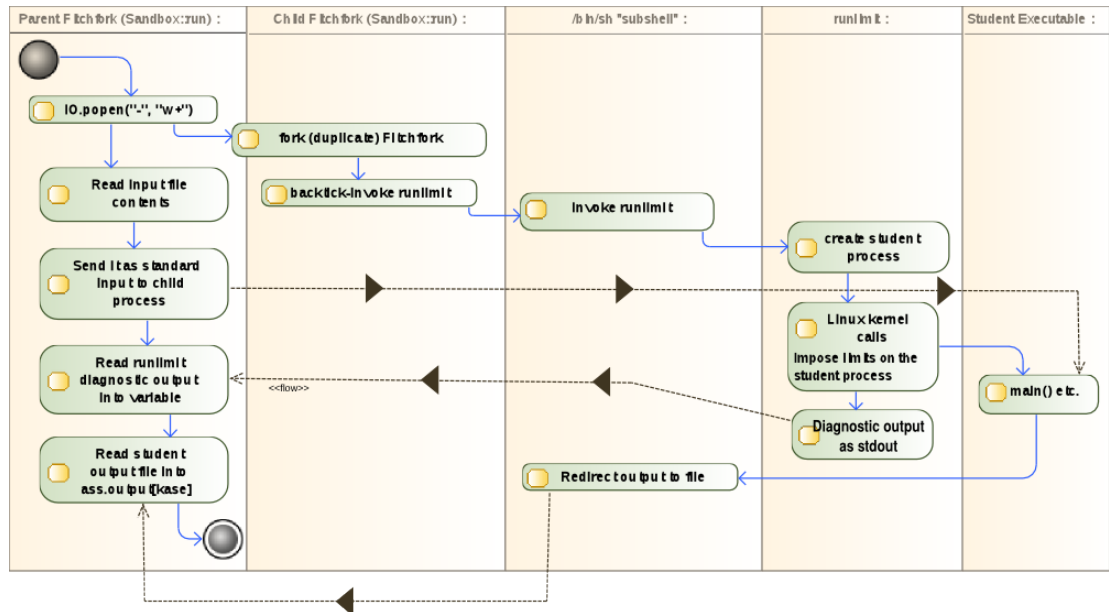 Parent Fitchfork (Sandbox::run) :
Child Fitchfork (Sandbox::run) :
/bin/sh "subshell" :
runlimit :
Student Executable :
IO.popen("-", "w+")
fork (duplicate) Fitchfork
Read input file
contents
backtick-invoke runlimit
Invoke runlimit
create student
process
Send it as standard
input to child
process
Linux kernel
calls
Impose limits on the
student process
Read runlimit
diagnostic output
into variable
<<flow>>
main() etc.
Diagnostic output
as stdout
Read student
output file into
ass.output[kase]
Redirect output to file